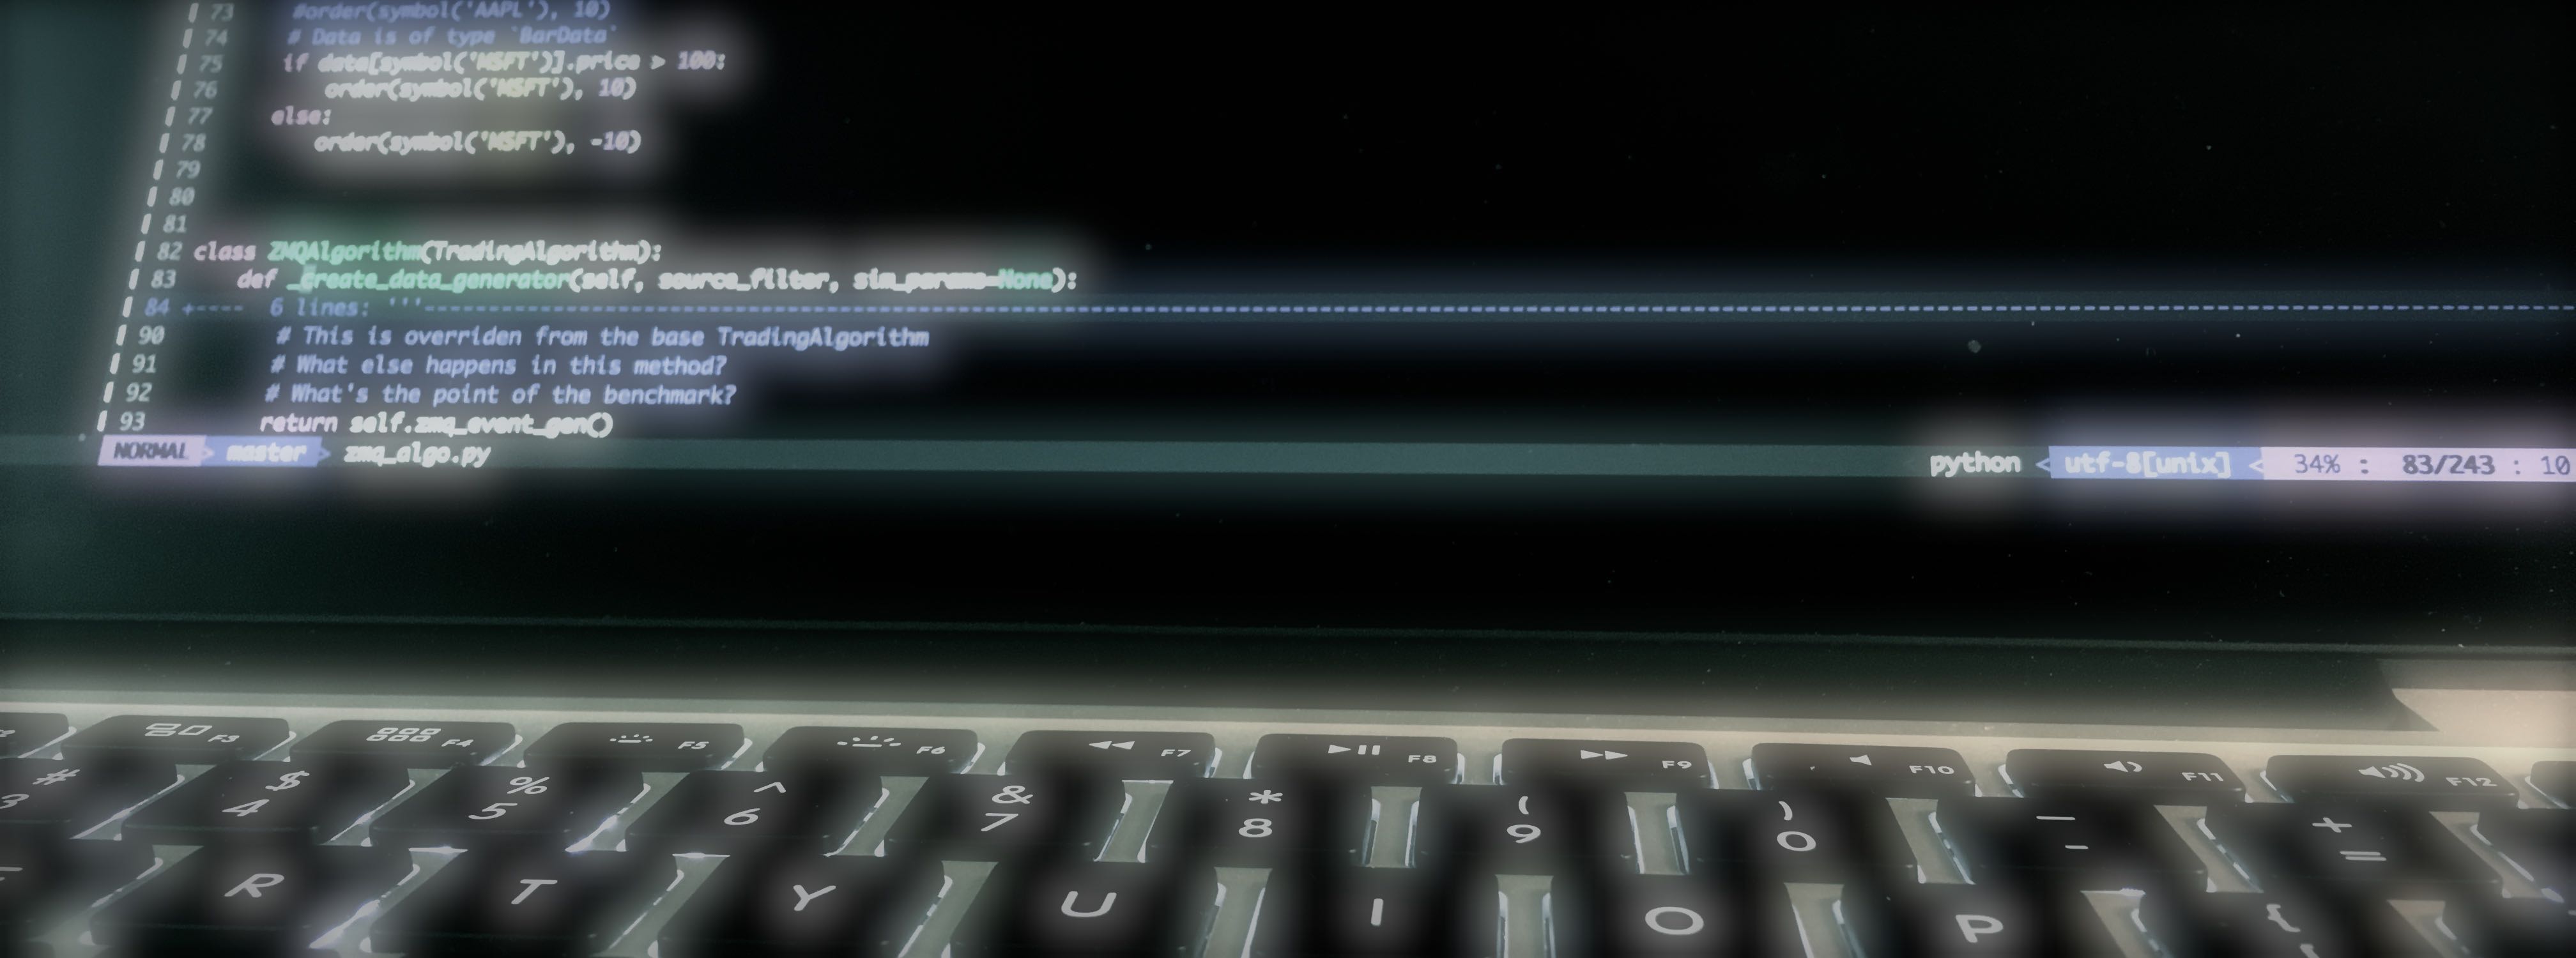 73 #order(symbol('AAPL'), 10)
74 # Data is of type `BarData`
75 if data[symbol('MSFT')].price > 100:
76 order(symbol('MSFT'), 10)
77 else:
78 order(symbol('MSFT'), -10)
79
80
81
82 class ZMQAlgorithm(TradingAlgorithm):
83 def _create_data_generator(self, source_filter, sim_params=None):
84 +---- 6 lines: '''----------------------------------------
90 # This is overriden from the base TradingAlgorithm
91 # What else happens in this method?
92 # What's the point of the benchmark?
93 return self.zmq_event_gen()
NORMAL master zmq_algo.py python < utf-8[unix] < 34% : 83/243 : 10
F3 F4 F5 F6 F7 F8 F9 F10 F11 F12
# $ % ^ & * ( ) _ +
3 4 5 6 7 8 9 0 - =
R T Y U I O P {